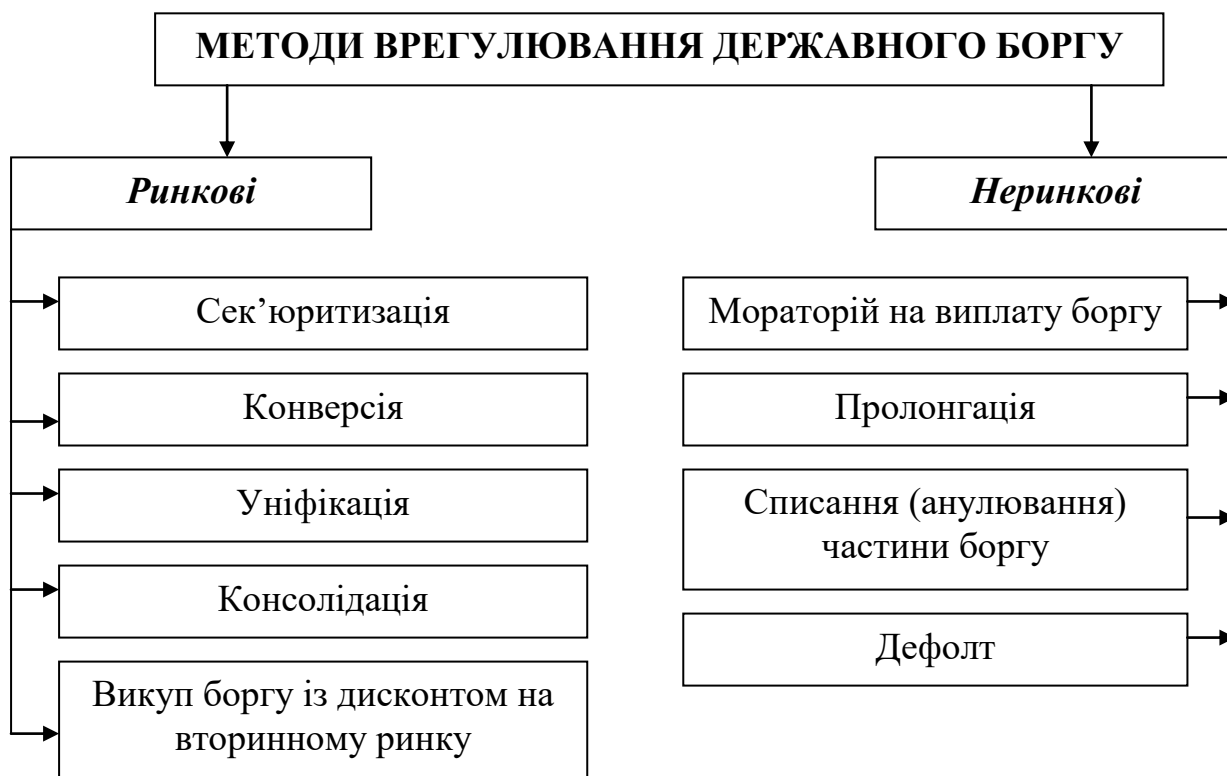 МЕТОДИ ВРЕГУЛЮВАННЯ ДЕРЖАВНОГО БОРГУ
Ринкові
Неринкові
Сек’юритизація
Конверсія
Уніфікація
Консолідація
Викуп боргу із дисконтом на
вторинному ринку
Мораторій на виплату боргу
Пролонгація
Списання (анулювання)
частини боргу
Дефолт